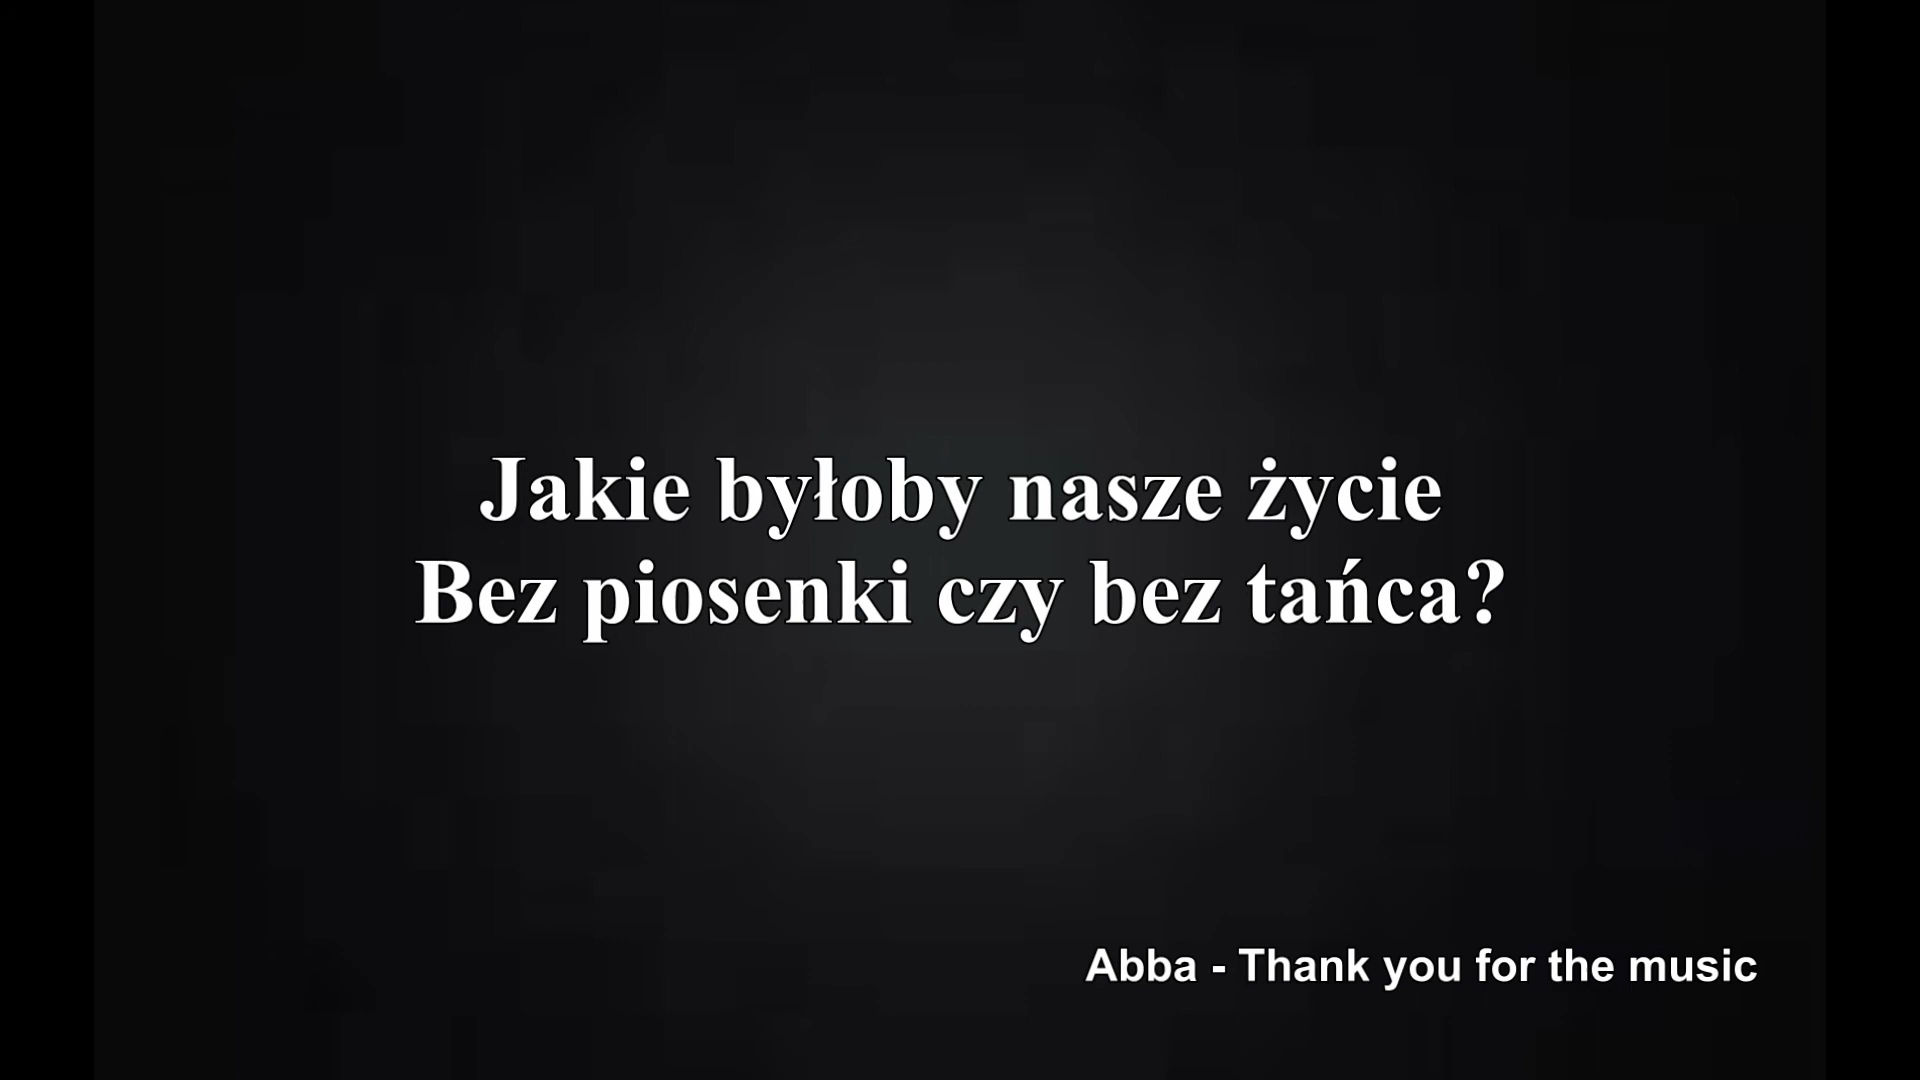 Jakie byłoby nasze życie
Bez piosenki czy bez tańca?
Abba - Thank you for the music